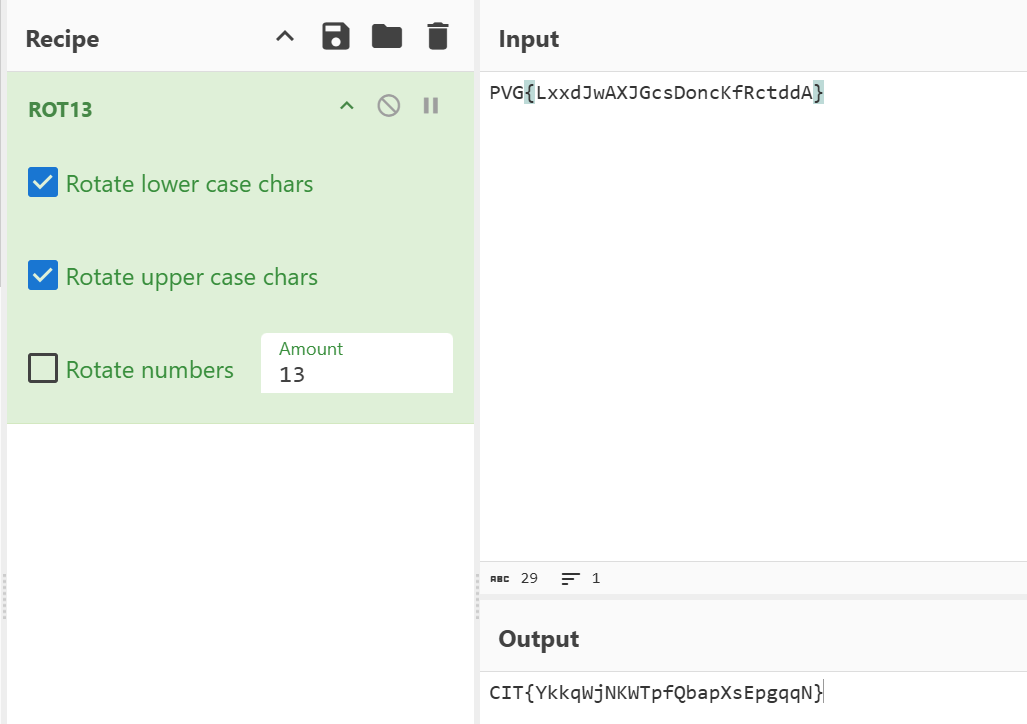 Recipe
ROT13
Rotate lower case chars
Rotate upper case chars
Rotate numbers
Amount
13
Input
PVG{LxxdJwAXJGcsDoncKfRctddA}
ABC 29 1
Output
CIT{YkkqWjNKWTpfQbapXsEpgqqN}